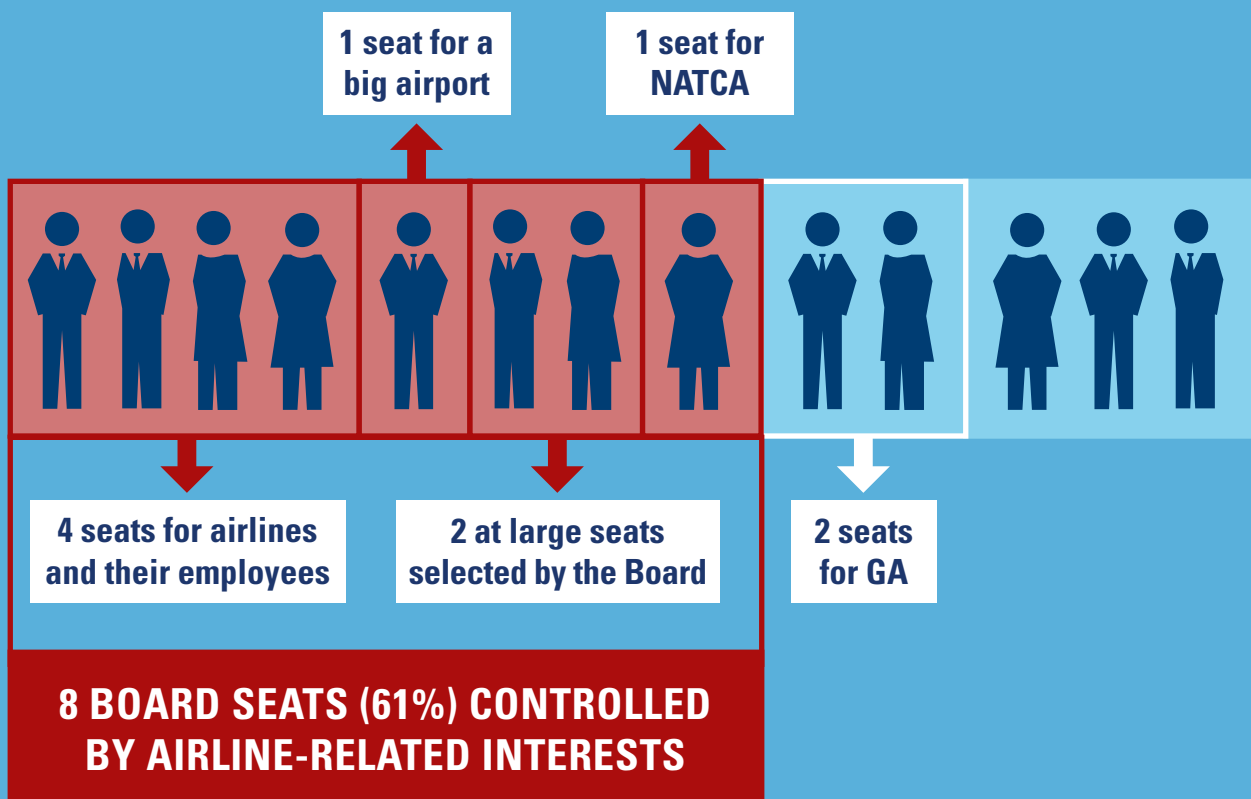 1 seat for a
big airport
1 seat for
NATCA
4 seats for airlines
and their employees
2 at large seats
selected by the Board
2 seats
for GA
8 BOARD SEATS (61%) CONTROLLED
BY AIRLINE-RELATED INTERESTS